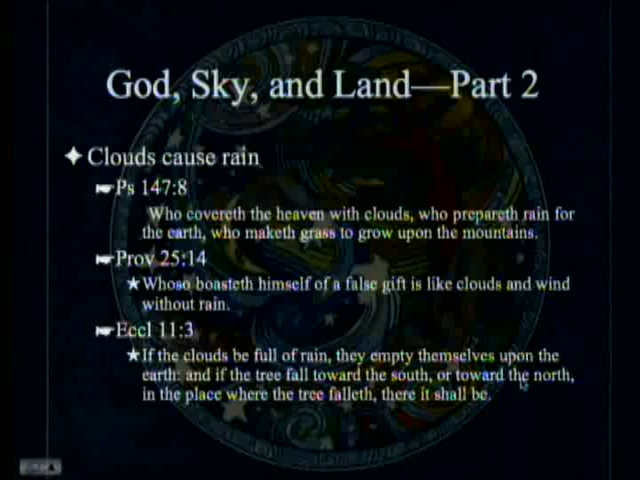 God, Sky, and Land—Part 2
Clouds cause rain
Ps 147:8
Who covereth the heaven with clouds, who prepareth rain for
the earth, who maketh grass to grow upon the mountains.
Prov 25:14
Whoso boasteth himself of a false gift is like clouds and wind
without rain.
Eccl 11:3
If the clouds be full of rain, they empty themselves upon the
earth: and if the tree fall toward the south, or toward the north,
in the place where the tree falleth, there it shall be.